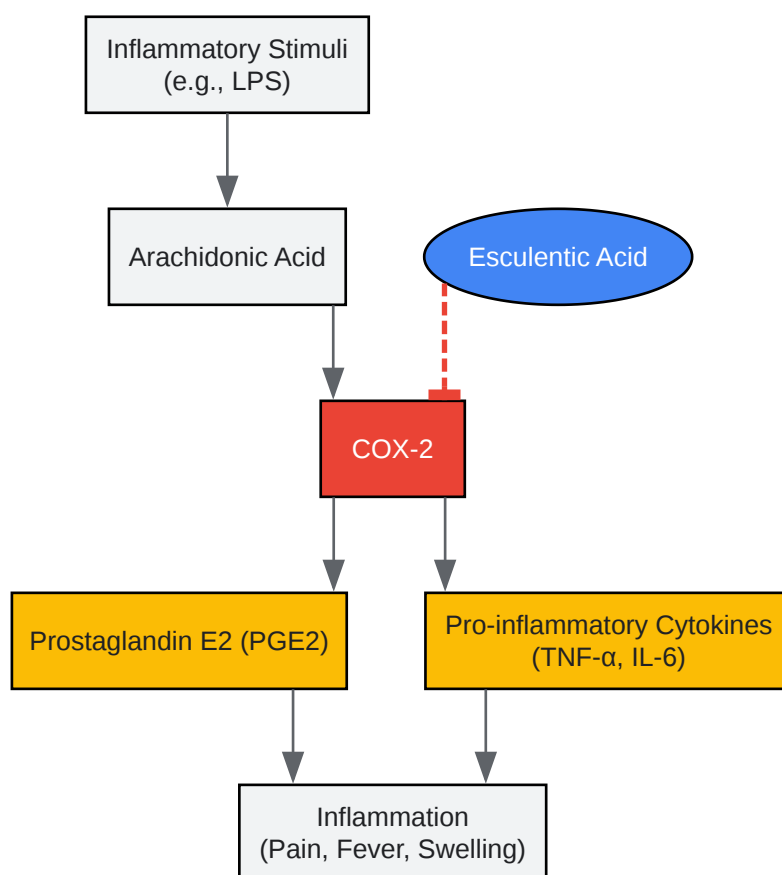 Inflammatory Stimuli
(e.g., LPS)
Arachidonic Acid
Esculentic Acid
COX-2
Prostaglandin E2 (PGE2)
Pro-inflammatory Cytokines
(TNF-α, IL-6)
Inflammation
(Pain, Fever, Swelling)